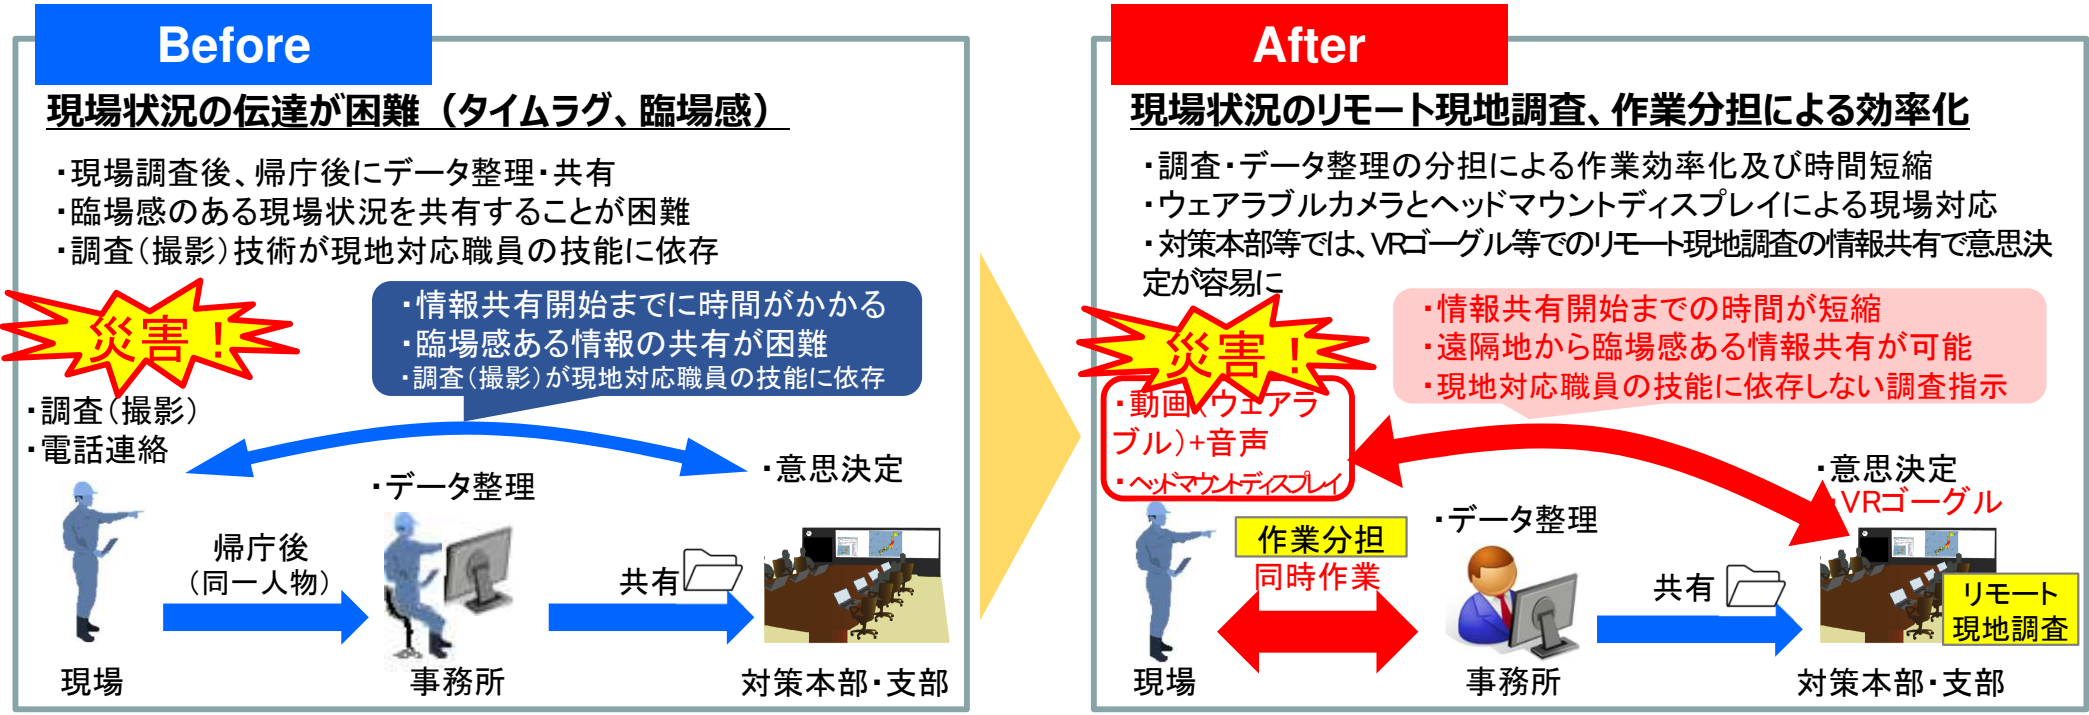 Before
現場状況の伝達が困難（タイムラグ、臨場感）
・現場調査後、帰庁後にデータ整理・共有
・臨場感のある現場状況を共有することが困難
・調査（撮影）技術が現地対応職員の技能に依存
災害！
・情報共有開始までに時間がかかる
・臨場感ある情報の共有が困難
・調査（撮影）が現地対応職員の技能に依存
・調査（撮影）
・電話連絡
・データ整理
・意思決定
帰庁後
（同一人物）
共有
現場
事務所
対策本部・支部
After
現場状況のリモート現地調査、作業分担による効率化
・調査・データ整理の分担による作業効率化及び時間短縮
・ウェアラブルカメラとヘッドマウントディスプレイによる現場対応
・対策本部等では、VRゴーグル等でのリモート現地調査の情報共有で意思決
定が容易に
災害！
・情報共有開始までの時間が短縮
・遠隔地から臨場感ある情報共有が可能
・現地対応職員の技能に依存しない調査指示
・動画（ウェアラ
ブル）+音声
・ヘッドマウントディスプレイ
・意思決定
・VRゴーグル
作業分担
同時作業
・データ整理
共有
リモート
現地調査
現場
事務所
対策本部・支部